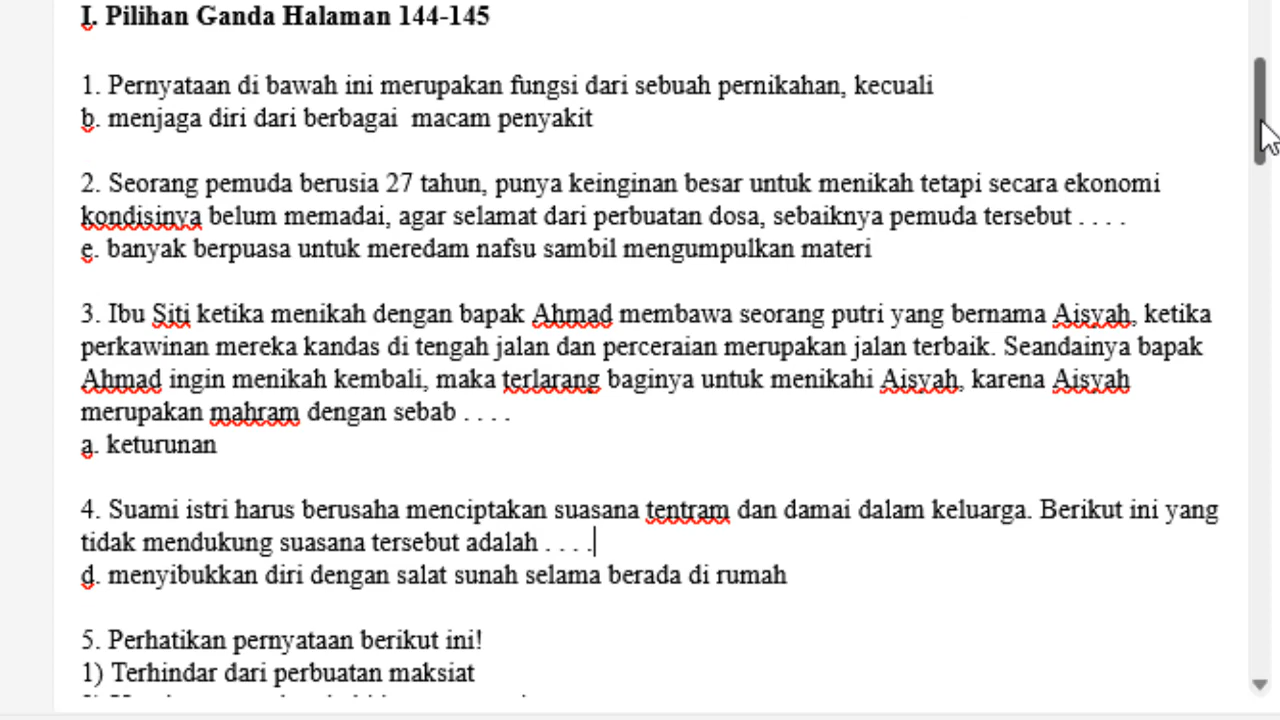 I. Pilihan Ganda Halaman 144-145
1. Pernyataan di bawah ini merupakan fungsi dari sebuah pernikahan, kecuali
b. menjaga diri dari berbagai  macam penyakit
2. Seorang pemuda berusia 27 tahun, punya keinginan besar untuk menikah tetapi secara ekonomi
kondisinya belum memadai, agar selamat dari perbuatan dosa, sebaiknya pemuda tersebut . . . .
e. banyak berpuasa untuk meredam nafsu sambil mengumpulkan materi
3. Ibu Siti ketika menikah dengan bapak Ahmad membawa seorang putri yang bernama Aisyah, ketika
perkawinan mereka kandas di tengah jalan dan perceraian merupakan jalan terbaik. Seandainya bapak
Ahmad ingin menikah kembali, maka terlarang baginya untuk menikahi Aisyah, karena Aisyah
merupakan mahram dengan sebab . . . .
a. keturunan
4. Suami istri harus berusaha menciptakan suasana tentram dan damai dalam keluarga. Berikut ini yang
tidak mendukung suasana tersebut adalah . . . .
d. menyibukkan diri dengan salat sunah selama berada di rumah
5. Perhatikan pernyataan berikut ini!
1) Terhindar dari perbuatan maksiat